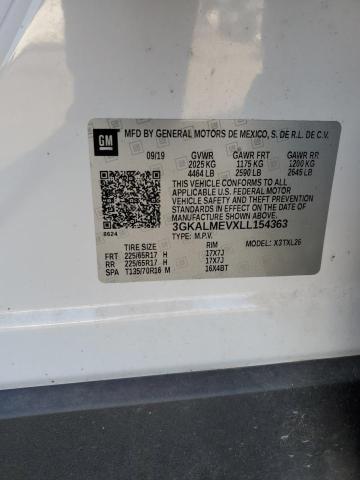 GM
MFD BY GENERAL MOTORS DE MEXICO, S. DE R.L. DE C.V.
09/19 GVWR GAWR FRT GAWR RR
2025 KG 1175 KG 1200 KG
4464 LB 2590 LB 2645 LB
THIS VEHICLE CONFORMS TO ALL APPLICABLE
U.S. FEDERAL MOTOR
VEHICLE SAFETY AND THEFT
PREVENTION STANDARDS IN
EFFECT ON THE DATE OF
MANUFACTURE SHOWN ABOVE.
3GKALMEVXLL154363
TYPE: M.P.V. MODEL: X3TXL26
8624
TIRE SIZE RIM
FRT 225/65R17 H 17X7J
RR 225/65R17 H 17X7J
SPA T135/70R16 M 16X4BT